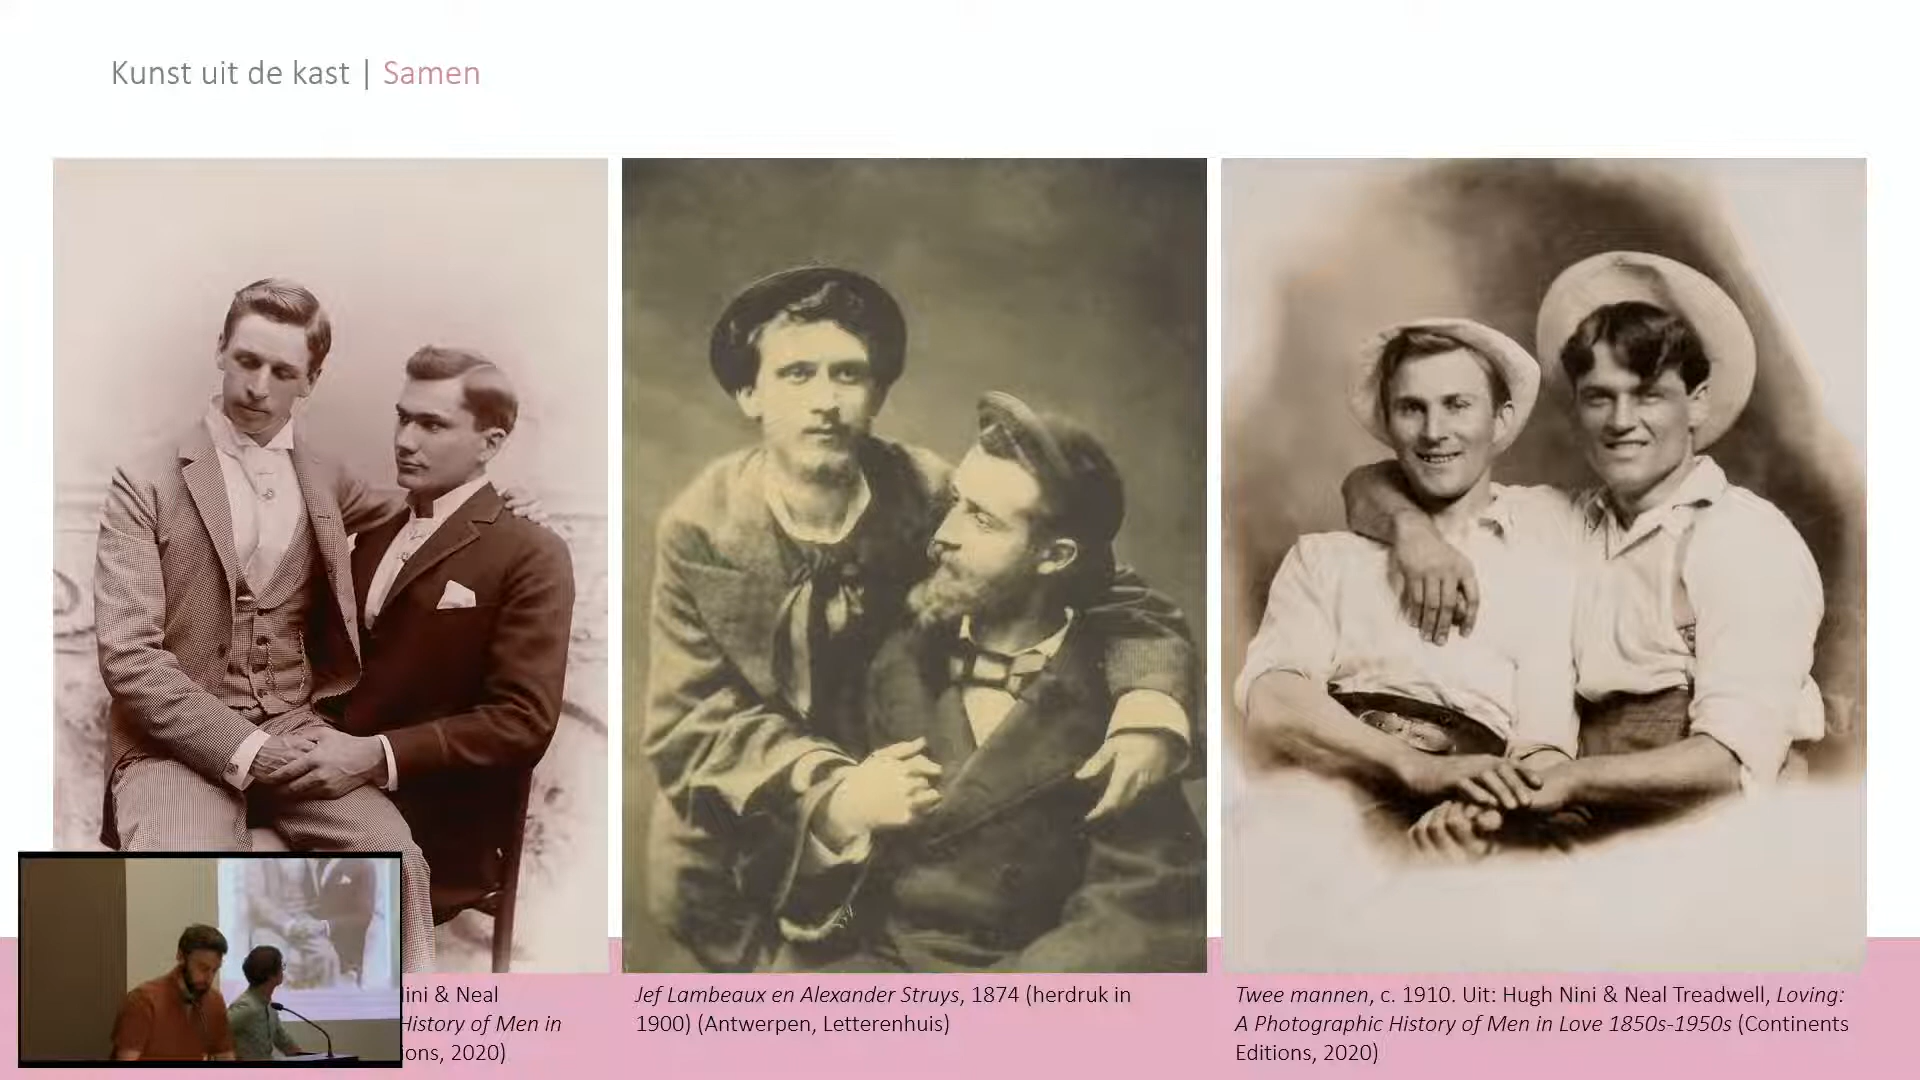 Kunst uit de kast | Samen
& Neal
History of Men in
2020)
Jef Lambeaux en Alexander Struys, 1874 (herdruk in
1900) (Antwerpen, Letterenhuis)
Twee mannen, c. 1910. Uit: Hugh Nini & Neal Treadwell, Loving:
A Photographic History of Men in Love 1850s-1950s (Continents
Editions, 2020)